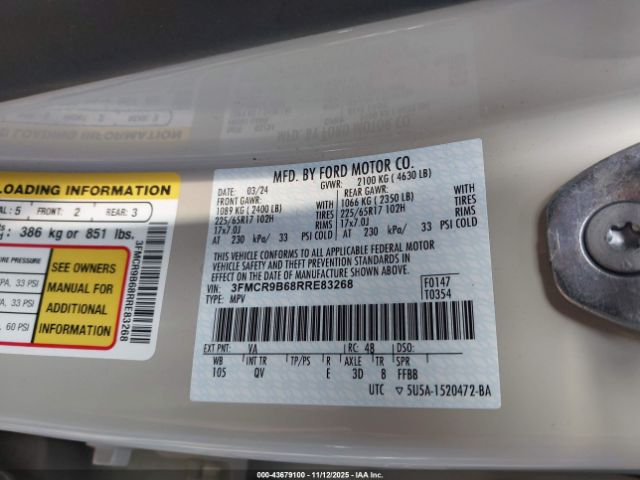 LOADING INFORMATION
AL: 5 FRONT: 2 REAR: 3
386 kg or 851 lbs.
SEE OWNERS
MANUAL FOR
ADDITIONAL
INFORMATION
PA, 33 PSI
33 PSI
60 PSI
3FMCR9B68RRE83268
MFD. BY FORD MOTOR CO.
DATE: 03/24 GVWR: 2100 KG ( 4630 LB)
FRONT GAWR: WITH REAR GAWR: WITH
1089 KG ( 2400 LB) TIRES 1066 KG ( 2350 LB) TIRES
225/65R17 102H RIMS 225/65R17 102H RIMS
17x7.0J PSI COLD 17x7.0J PSI COLD
AT 230 kPa/ 33 AT 230 kPa/ 33
THIS VEHICLE CONFORMS TO ALL APPLICABLE FEDERAL MOTOR
VEHICLE SAFETY, BUMPER, AND THEFT PREVENTION
STANDARDS IN EFFECT ON THE DATE OF MANUFACTURE SHOWN ABOVE.
VIN: 3FMCR9B68RRE83268 F0147
TYPE: MPV T0354
EXT PNT: VA RC: 48 DSO:
WB INT TR TP/PS R AXLE TR SPR
105 QV E 3D 8 FFBB
UTC 5U5A-1520472-BA
000-43679100 - 11/12/2025 - IAA Inc.